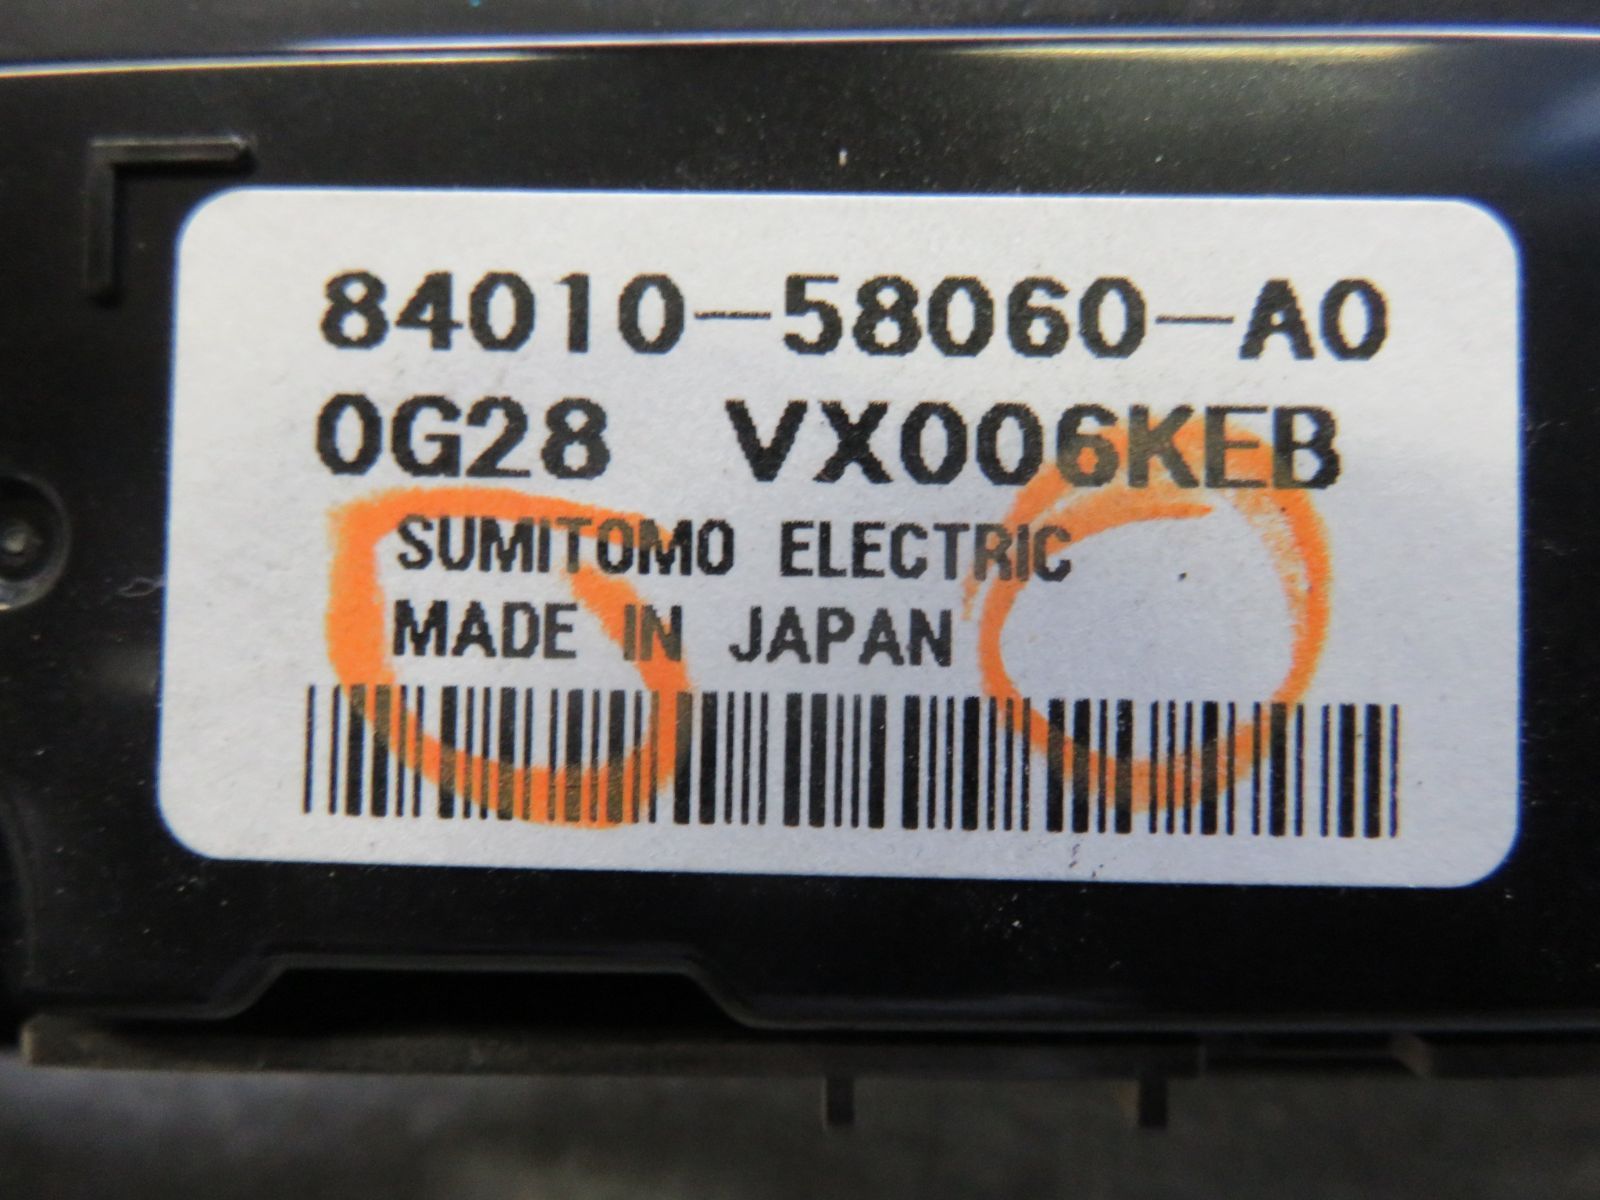 84010-58060-A0
0G28 VX006KEB
SUMITOMO ELECTRIC
MADE IN JAPAN